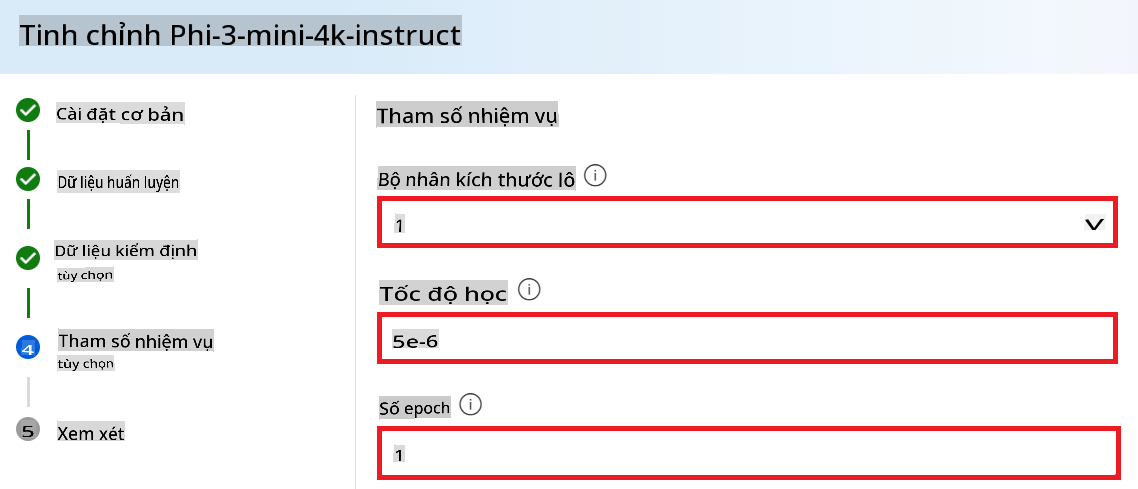 Tinh chỉnh Phi-3-mini-4k-instruct
Cài đặt cơ bản
Dữ liệu huấn luyện
Dữ liệu kiểm định
tùy chọn
4
Tham số nhiệm vụ
tùy chọn
5
Xem xét
Tham số nhiệm vụ
Bộ nhân kích thước lô
1
Tốc độ học
5e-6
Số epoch
1